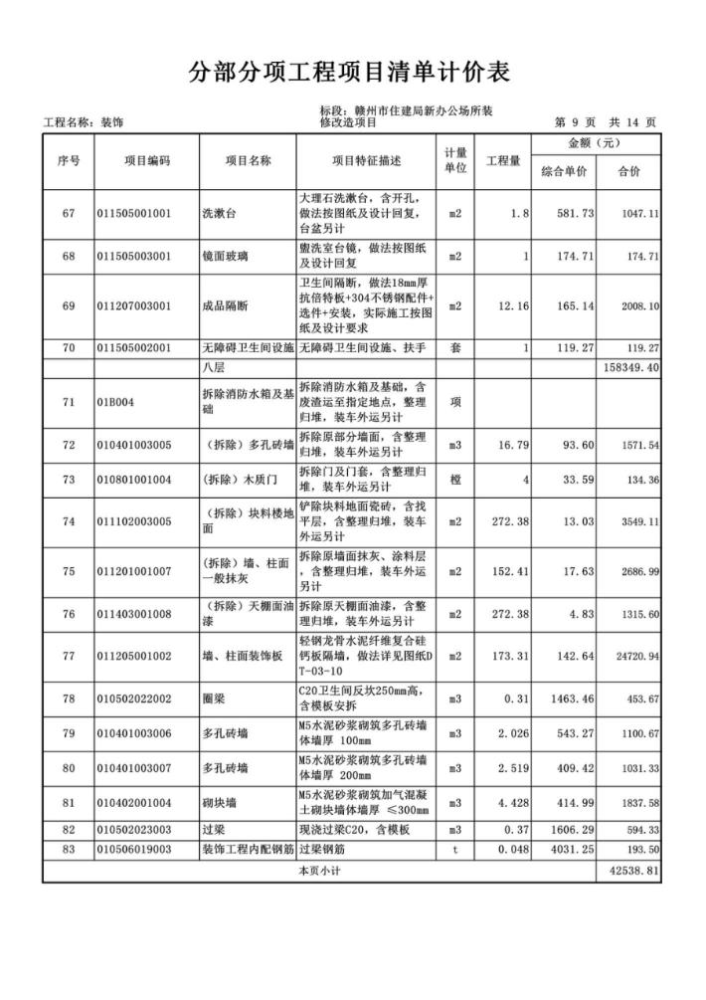 分部分项工程项目清单计价表
标段：赣州市住建局新办公场所装
工程名称：装饰 修改造项目 第 9 页 共 14 页
序号 项目编码 项目名称 项目特征描述 计量单位 工程量 金额（元）
综合单价 合价
67 011505001001 洗漱台 大理石洗漱台，含开孔，做法按图纸及设计回复，台盆另计 m2 1.8 581.73 1047.11
68 011505003001 镜面玻璃 盥洗室台镜，做法按图纸及设计回复 m2 1 174.71 174.71
69 011207003001 成品隔断 卫生间隔断，做法18mm厚抗倍特板+304不锈钢配件+选件+安装，实际施工按图纸及设计要求 m2 12.16 165.14 2008.10
70 011505002001 无障碍卫生间设施 无障碍卫生间设施、扶手 套 1 119.27 119.27
八层 158349.40
71 01B004 拆除消防水箱及基础 拆除消防水箱及基础，含废渣运至指定地点，整理归堆，装车外运另计 项
72 010401003005 （拆除）多孔砖墙 拆除原部分墙面，含整理归堆，装车外运另计 m3 16.79 93.60 1571.54
73 010801001004 (拆除）木质门 拆除门及门套，含整理归堆，装车外运另计 樘 4 33.59 134.36
74 011102003005 （拆除）块料楼地面 铲除块料地面瓷砖，含找平层，含整理归堆，装车外运另计 m2 272.38 13.03 3549.11
75 011201001007 (拆除）墙、柱面一般抹灰 拆除原墙面抹灰、涂料层，含整理归堆，装车外运另计 m2 152.41 17.63 2686.99
76 011403001008 （拆除）天棚面油漆 拆除原天棚面油漆，含整理归堆，装车外运另计 m2 272.38 4.83 1315.60
77 011205001002 墙、柱面装饰板 轻钢龙骨水泥纤维复合硅钙板隔墙，做法详见图纸DT-03-10 m2 173.31 142.64 24720.94
78 010502022002 圈梁 C20卫生间反坎250mm高，含模板安拆 m3 0.31 1463.46 453.67
79 010401003006 多孔砖墙 M5水泥砂浆砌筑多孔砖墙体墙厚 100mm m3 2.026 543.27 1100.67
80 010401003007 多孔砖墙 M5水泥砂浆砌筑多孔砖墙体墙厚 200mm m3 2.519 409.42 1031.33
81 010402001004 砌块墙 M5水泥砂浆砌筑加气混凝土砌块墙体墙厚 ≤300mm m3 4.428 414.99 1837.58
82 010502023003 过梁 现浇过梁C20，含模板 m3 0.37 1606.29 594.33
83 010506019003 装饰工程内配钢筋 过梁钢筋 t 0.048 4031.25 193.50
本页小计 42538.81